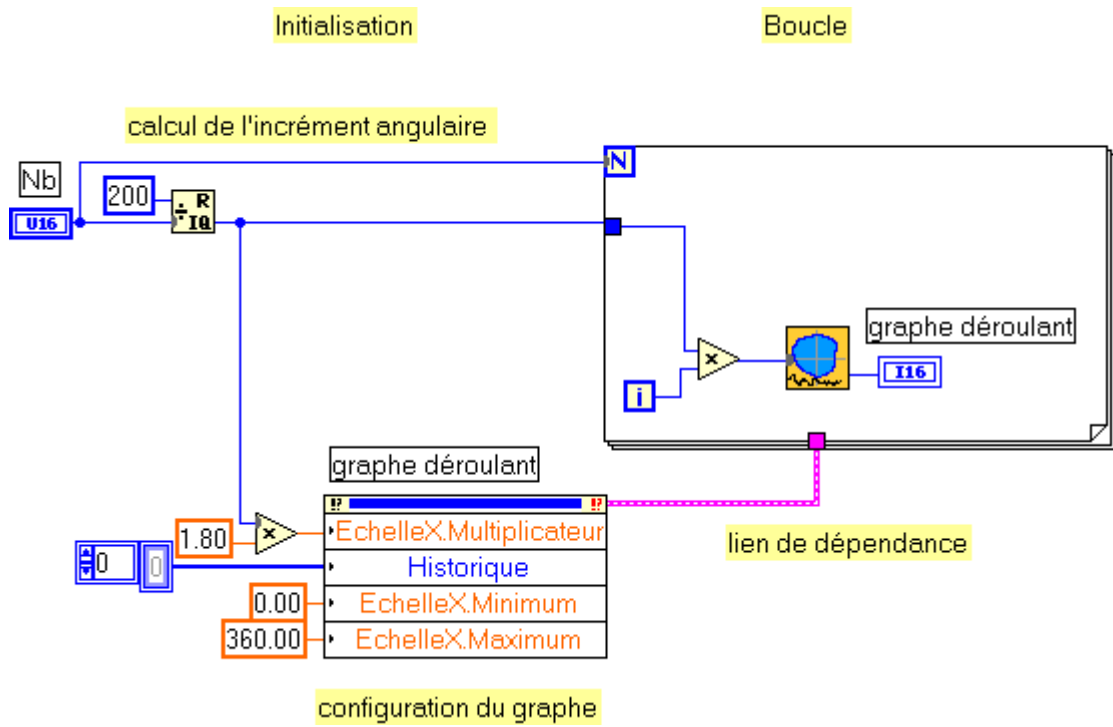 Initialisation
Boucle
calcul de l'incrément angulaire
N
Nb
200
R
IQ
U16
graphe déroulant
x
I16
i
graphe déroulant
!? !?
x
1.80
EchelleX.Multiplicateur
lien de dépendance
0 0
Historique
0.00
EchelleX.Minimum
360.00
EchelleX.Maximum
configuration du graphe